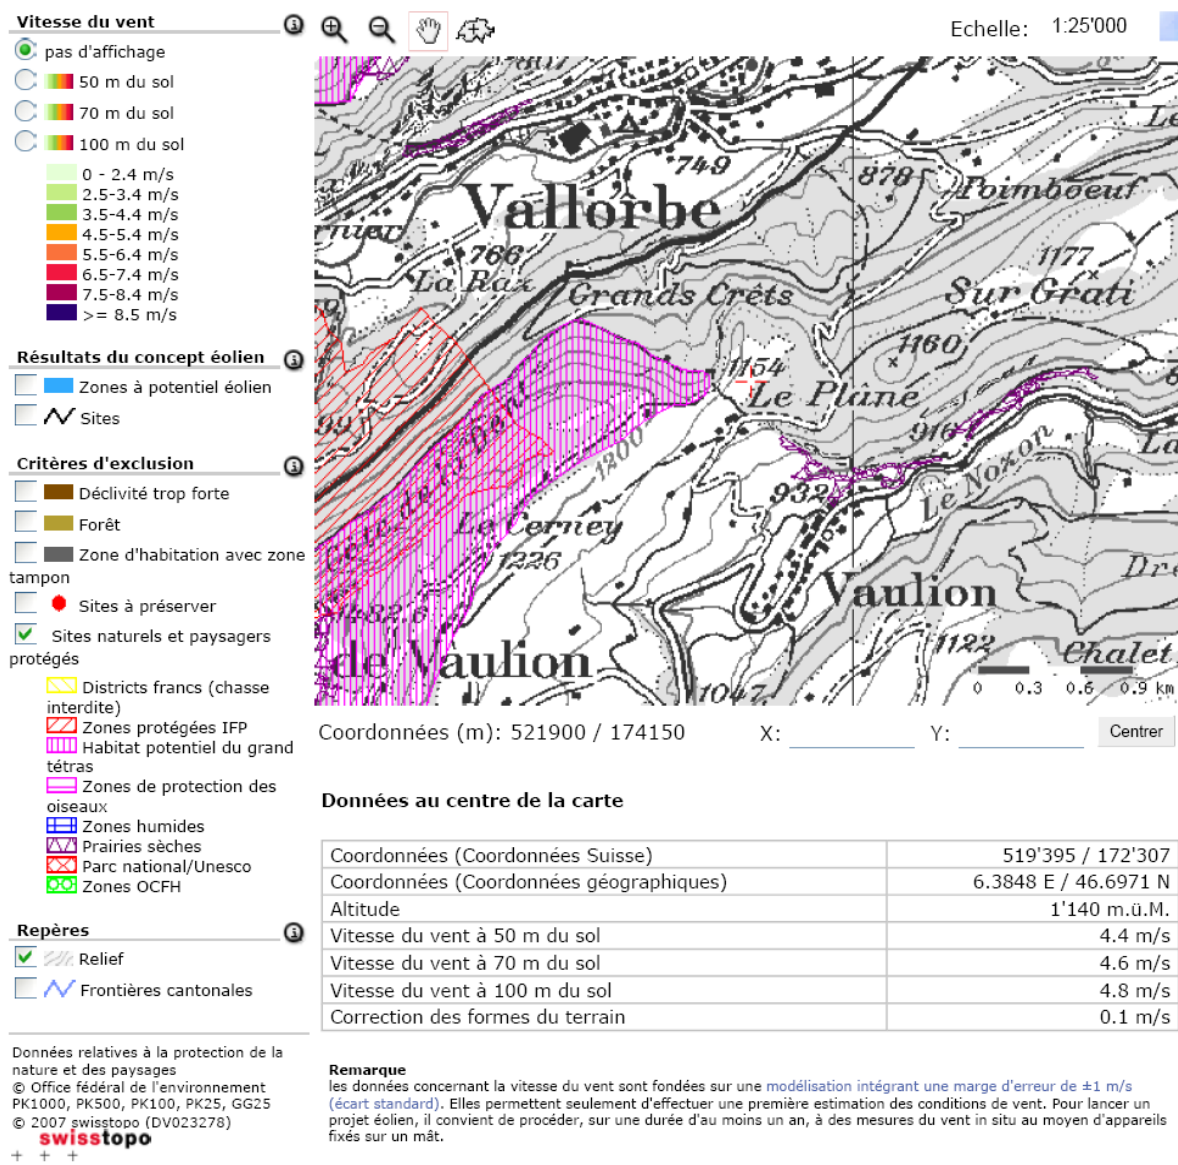 Vitesse du vent
pas d'affichage
50 m du sol
70 m du sol
100 m du sol
0 - 2.4 m/s
2.5-3.4 m/s
3.5-4.4 m/s
4.5-5.4 m/s
5.5-6.4 m/s
6.5-7.4 m/s
7.5-8.4 m/s
>= 8.5 m/s
Résultats du concept éolien
Zones à potentiel éolien
Sites
Critères d'exclusion
Déclivité trop forte
Forêt
Zone d'habitation avec zone
tampon
Sites à préserver
Sites naturels et paysagers
protégés
Districts francs (chasse
interdite)
Zones protégées IFP
Habitat potentiel du grand
tétras
Zones de protection des
oiseaux
Zones humides
Prairies sèches
Parc national/Unesco
Zones OCFH
Repères
Relief
Frontières cantonales
Données relatives à la protection de la
nature et des paysages
© Office fédéral de l'environnement
PK1000, PK500, PK100, PK25, GG25
© 2007 swisstopo (DV023278)
swisstopo
Echelle: 1:25'000
749
878
Poimboeuf
Vallorbe
766
La Rax
1177
Grands Crêts
Sur Grati
1160
1154
Le Plâne
916
1200
932
Le Nozon
Le Cerney
1226
Vaulion
1482.6
de Vaulion
1122
Chalet
1047
0 0.3 0.6 0.9 km
Coordonnées (m): 521900 / 174150 X: Y: Centrer
Données au centre de la carte
Coordonnées (Coordonnées Suisse) 519'395 / 172'307
Coordonnées (Coordonnées géographiques) 6.3848 E / 46.6971 N
Altitude 1'140 m.ü.M.
Vitesse du vent à 50 m du sol 4.4 m/s
Vitesse du vent à 70 m du sol 4.6 m/s
Vitesse du vent à 100 m du sol 4.8 m/s
Correction des formes du terrain 0.1 m/s
Remarque
les données concernant la vitesse du vent sont fondées sur une modélisation intégrant une marge d'erreur de ±1 m/s
(écart standard). Elles permettent seulement d'effectuer une première estimation des conditions de vent. Pour lancer un
projet éolien, il convient de procéder, sur une durée d'au moins un an, à des mesures du vent in situ au moyen d'appareils
fixés sur un mât.